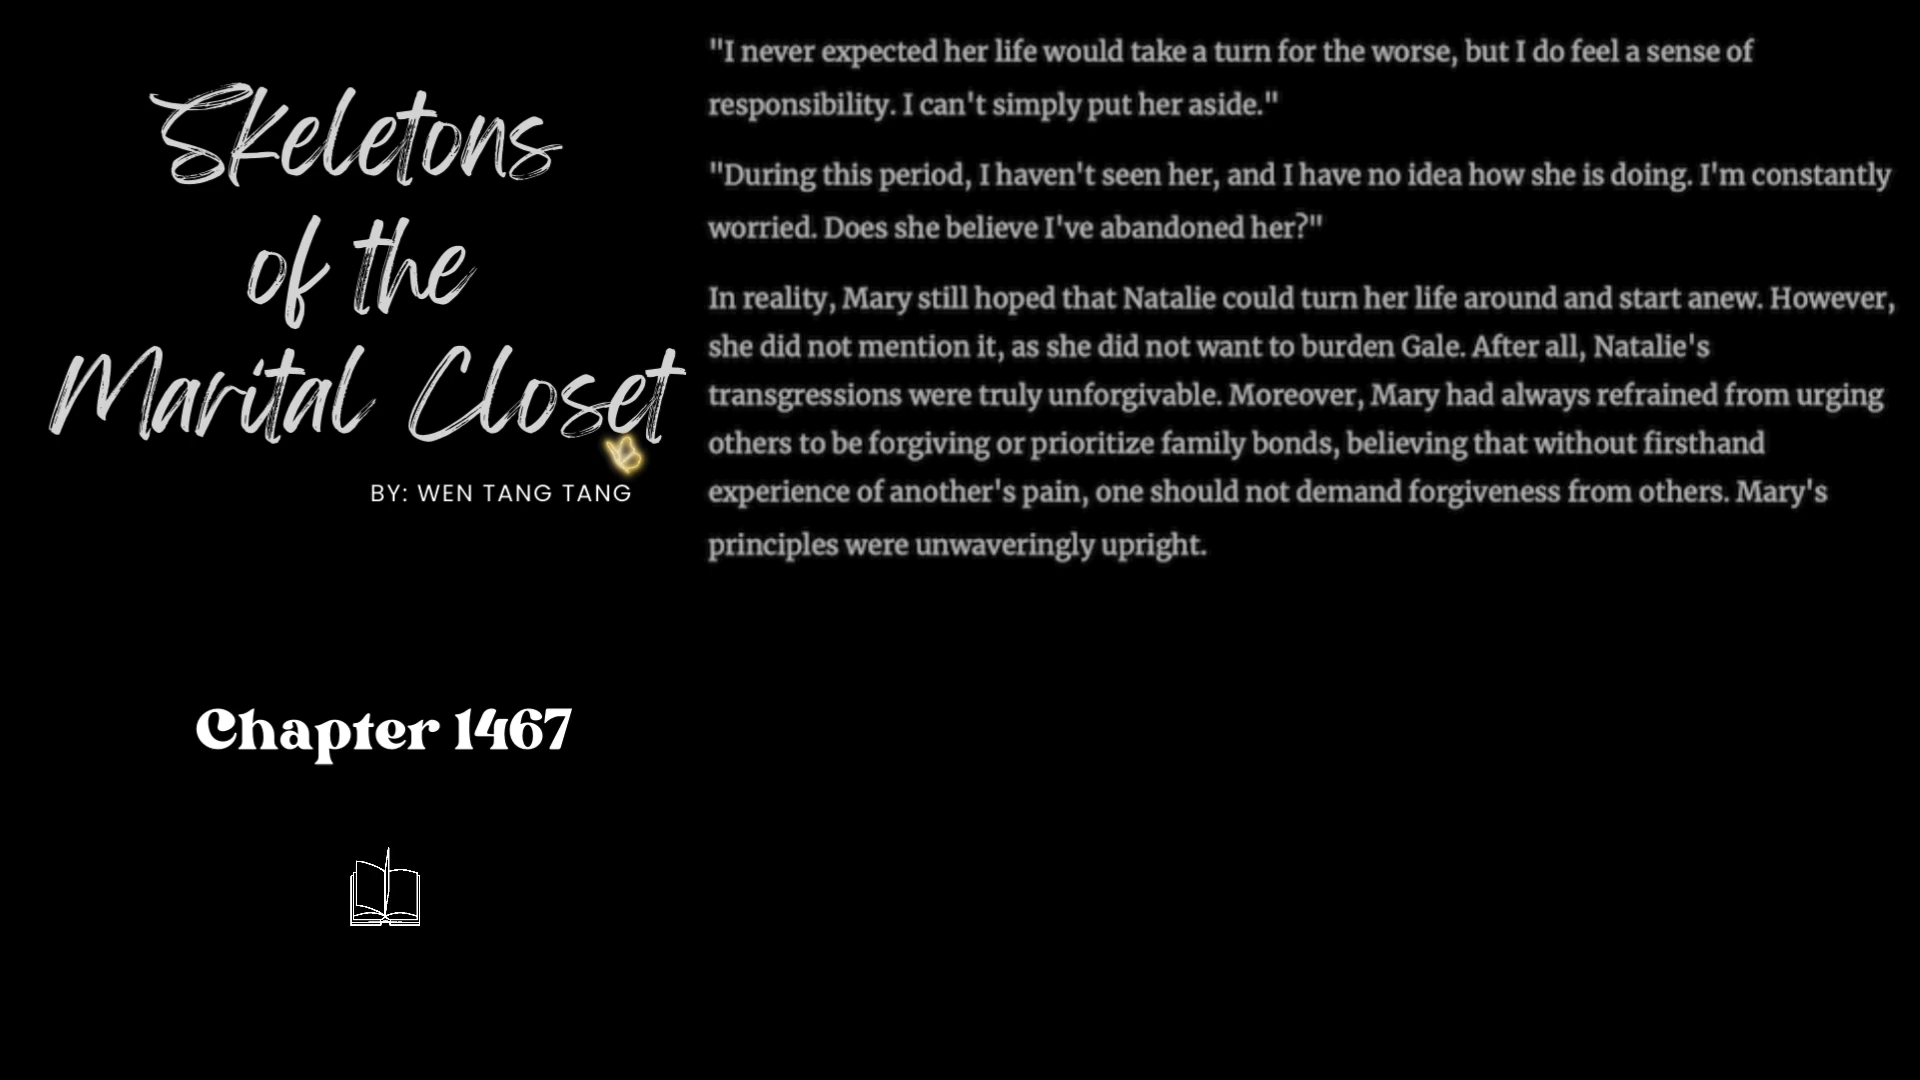 Skeletons
of the
Marital Closet
BY: WEN TANG TANG
Chapter 1467
"I never expected her life would take a turn for the worse, but I do feel a sense of
responsibility. I can't simply put her aside."
"During this period, I haven't seen her, and I have no idea how she is doing. I'm constantly
worried. Does she believe I've abandoned her?"
In reality, Mary still hoped that Natalie could turn her life around and start anew. However,
she did not mention it, as she did not want to burden Gale. After all, Natalie's
transgressions were truly unforgivable. Moreover, Mary had always refrained from urging
others to be forgiving or prioritize family bonds, believing that without firsthand
experience of another's pain, one should not demand forgiveness from others. Mary's
principles were unwaveringly upright.